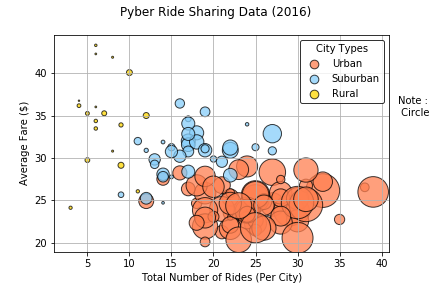 Pyber Ride Sharing Data (2016)
City Types
Urban
Suburban
Rural
Note :
Circle
Average Fare ($)
40
35
30
25
20
5
10
15
20
25
30
35
40
Total Number of Rides (Per City)